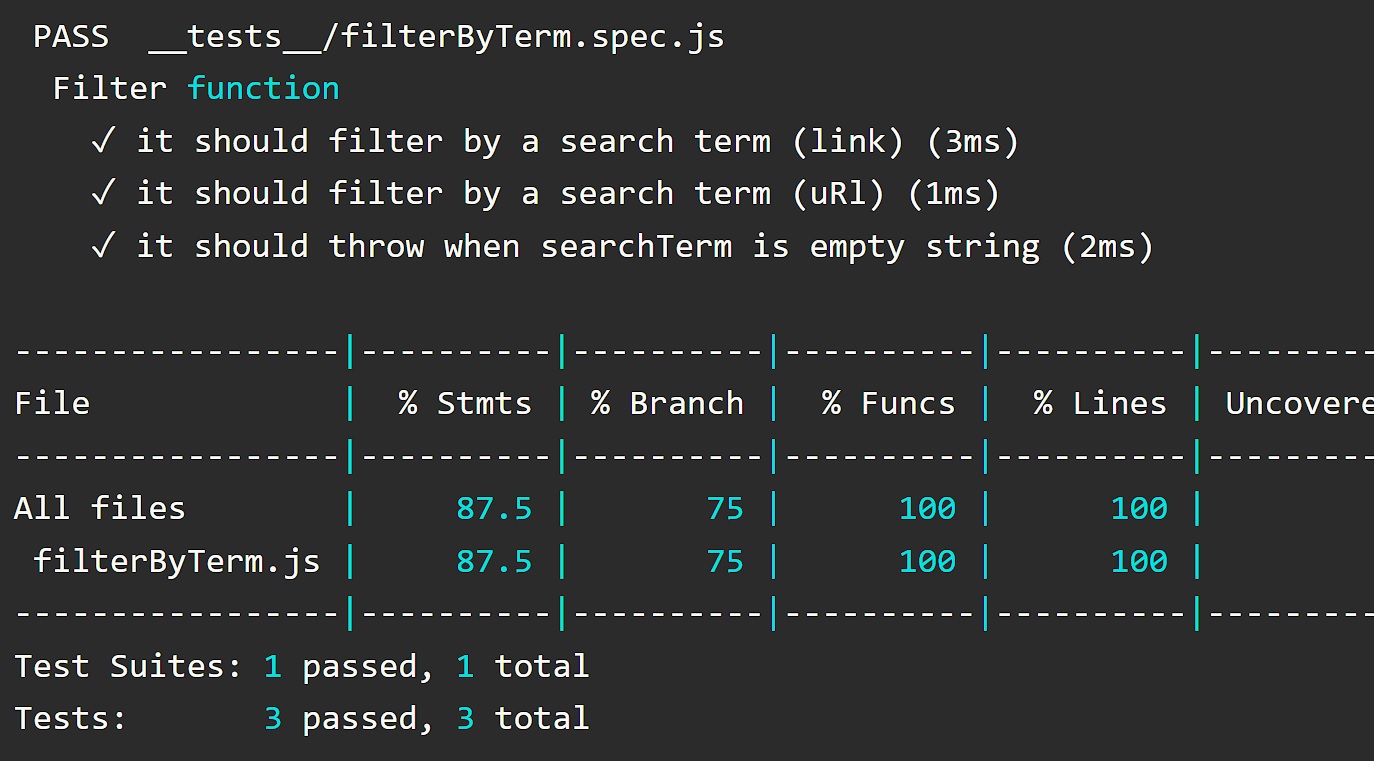 PASS  __tests__/filterByTerm.spec.js
Filter function
✓ it should filter by a search term (link) (3ms)
✓ it should filter by a search term (uRl) (1ms)
✓ it should throw when searchTerm is empty string (2ms)
-----------------|----------|----------|----------|----------|---------
File             |  % Stmts | % Branch |  % Funcs |  % Lines | Uncovere
-----------------|----------|----------|----------|----------|---------
All files        |     87.5 |       75 |      100 |      100 |
 filterByTerm.js |     87.5 |       75 |      100 |      100 |
-----------------|----------|----------|----------|----------|---------
Test Suites: 1 passed, 1 total
Tests:       3 passed, 3 total